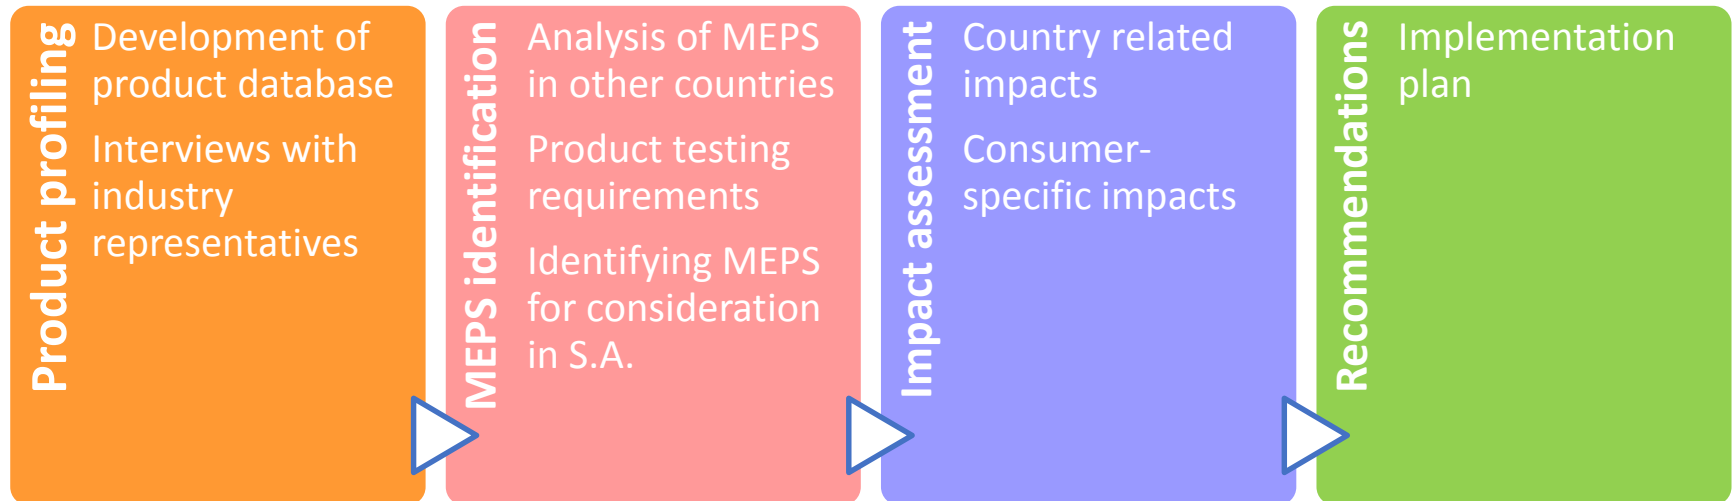 Product profiling
Development of
product database
Interviews with
industry
representatives
MEPS identification
Analysis of MEPS
in other countries
Product testing
requirements
Identifying MEPS
for consideration
in S.A.
Impact assessment
Country related
impacts
Consumer-
specific impacts
Recommendations
Implementation
plan